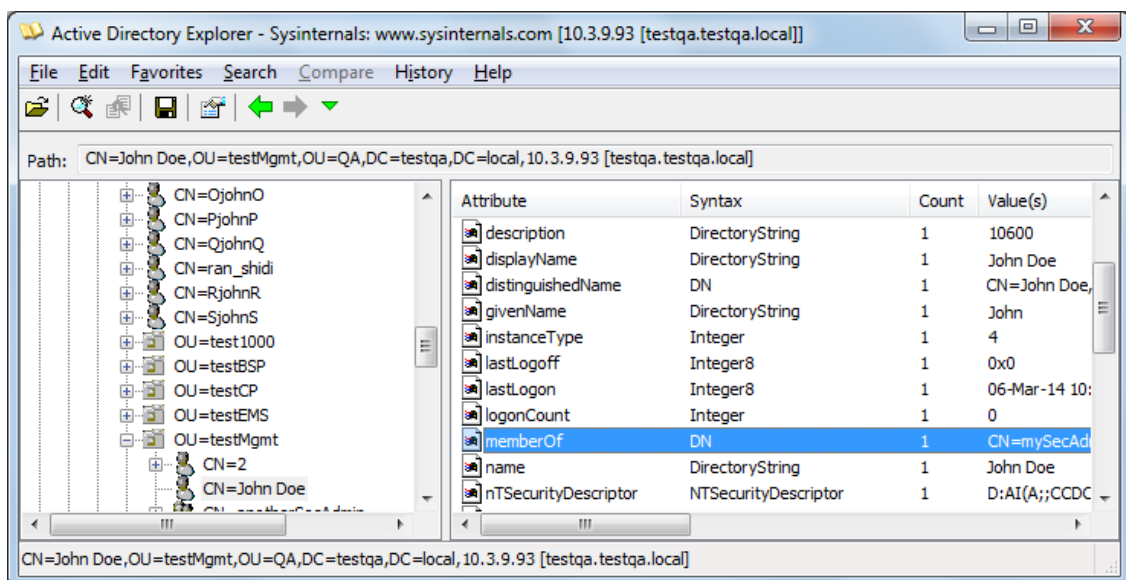 Active Directory Explorer - Sysinternals: www.sysinternals.com [10.3.9.93 [testqa.testqa.local]]
File Edit Favorites Search Compare History Help
Path: CN=John Doe,OU=testMgmt,OU=QA,DC=testqa,DC=local,10.3.9.93 [testqa.testqa.local]
CN=OjohnO
CN=PjohnP
CN=QjohnQ
CN=ran_shidi
CN=RjohnR
CN=SjohnS
OU=test1000
OU=testBSP
OU=testCP
OU=testEMS
OU=testMgmt
CN=2
CN=John Doe
CN=anotherSecAdmin
Attribute Syntax Count Value(s)
description DirectoryString 1 10600
displayName DirectoryString 1 John Doe
distinguishedName DN 1 CN=John Doe,
givenName DirectoryString 1 John
instanceType Integer 1 4
lastLogoff Integer8 1 0x0
lastLogon Integer8 1 06-Mar-14 10:
logonCount Integer 1 0
memberOf DN 1 CN=mySecAdi
name DirectoryString 1 John Doe
nTSecurityDescriptor NTSecurityDescriptor 1 D:AI(A;;CCDC
CN=John Doe,OU=testMgmt,OU=QA,DC=testqa,DC=local,10.3.9.93 [testqa.testqa.local]